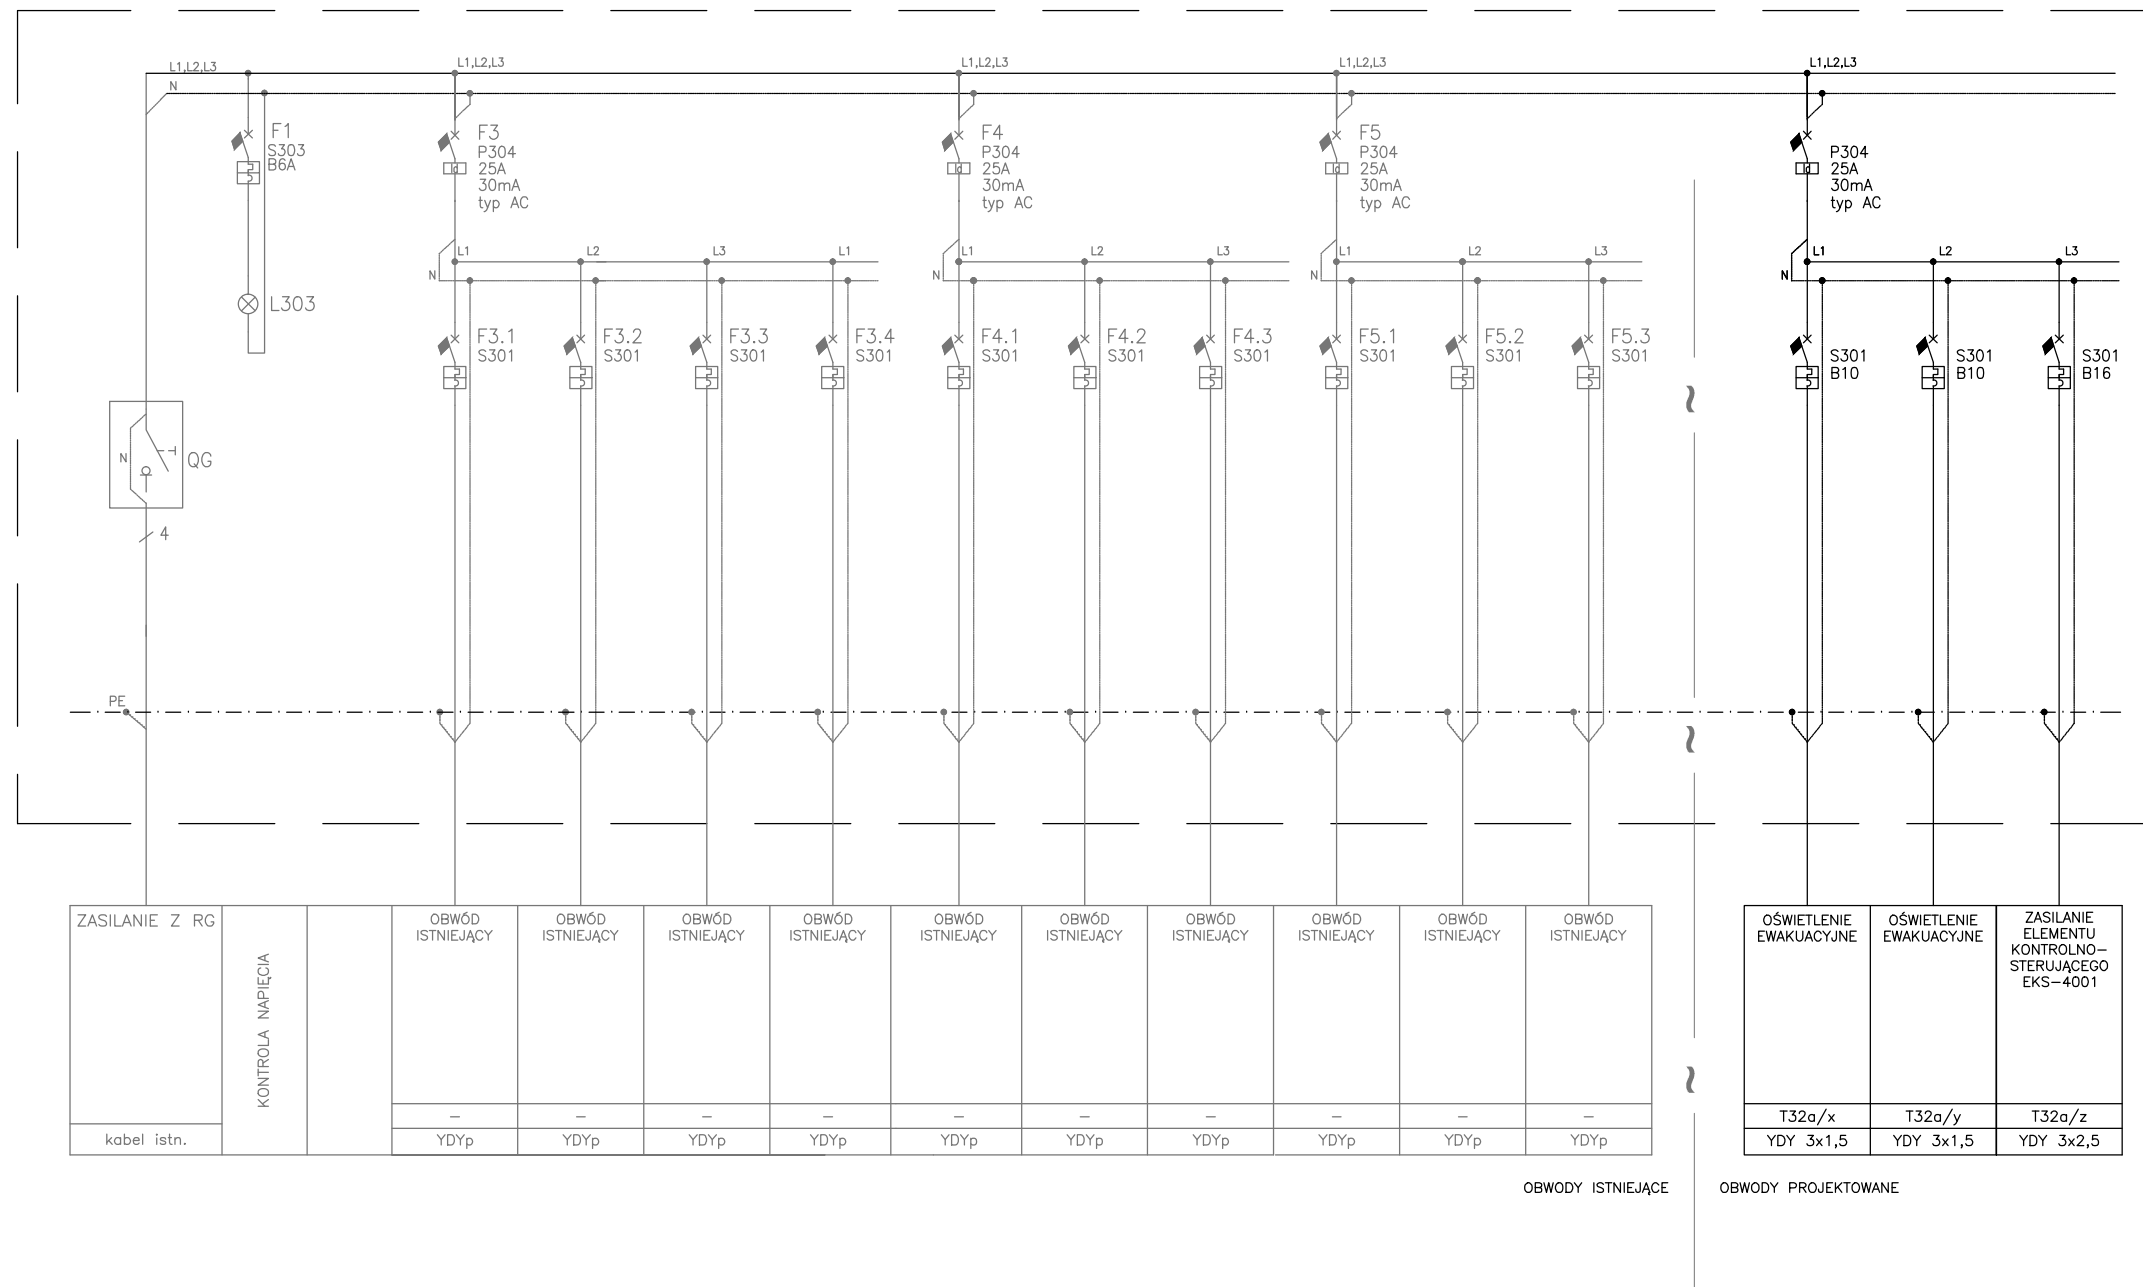 L1,L2,L3
N
L1,L2,L3
L1,L2,L3
L1,L2,L3
L1,L2,L3
F1
S303
B6A
F3
P304
25A
30mA
typ AC
F4
P304
25A
30mA
typ AC
F5
P304
25A
30mA
typ AC
P304
25A
30mA
typ AC
N
L1
L2
L3
L1
N
L1
L2
L3
N
L1
L2
L3
N
L1
L2
L3
L303
F3.1
S301
F3.2
S301
F3.3
S301
F3.4
S301
F4.1
S301
F4.2
S301
F4.3
S301
F5.1
S301
F5.2
S301
F5.3
S301
S301
B10
S301
B10
S301
B16
N
QG
4
PE
ZASILANIE Z RG
kabel istn.
KONTROLA NAPIĘCIA
OBWÓD
ISTNIEJĄCY
–
YDYp
OBWÓD
ISTNIEJĄCY
–
YDYp
OBWÓD
ISTNIEJĄCY
–
YDYp
OBWÓD
ISTNIEJĄCY
–
YDYp
OBWÓD
ISTNIEJĄCY
–
YDYp
OBWÓD
ISTNIEJĄCY
–
YDYp
OBWÓD
ISTNIEJĄCY
–
YDYp
OBWÓD
ISTNIEJĄCY
–
YDYp
OBWÓD
ISTNIEJĄCY
–
YDYp
OBWÓD
ISTNIEJĄCY
–
YDYp
OŚWIETLENIE
EWAKUACYJNE
T32a/x
YDY 3x1,5
OŚWIETLENIE
EWAKUACYJNE
T32a/y
YDY 3x1,5
ZASILANIE
ELEMENTU
KONTROLNO–
STERUJĄCEGO
EKS–4001
T32a/z
YDY 3x2,5
OBWODY ISTNIEJĄCE
OBWODY PROJEKTOWANE